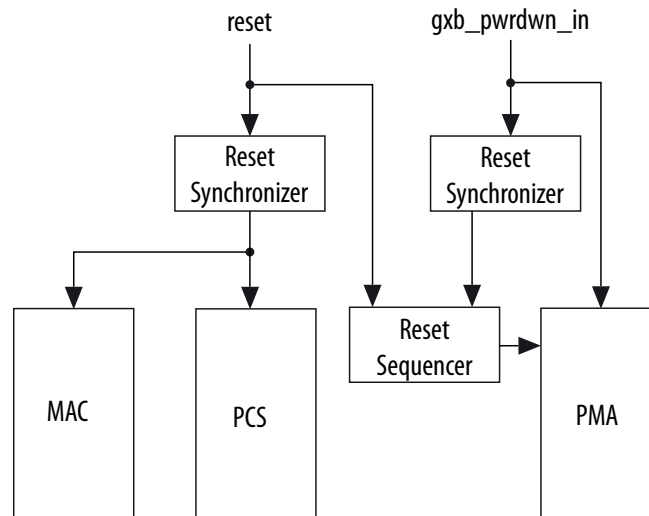 reset
gxb_pwrdwn_in
Reset
Synchronizer
Reset
Synchronizer
Reset
Sequencer
MAC
PCS
PMA